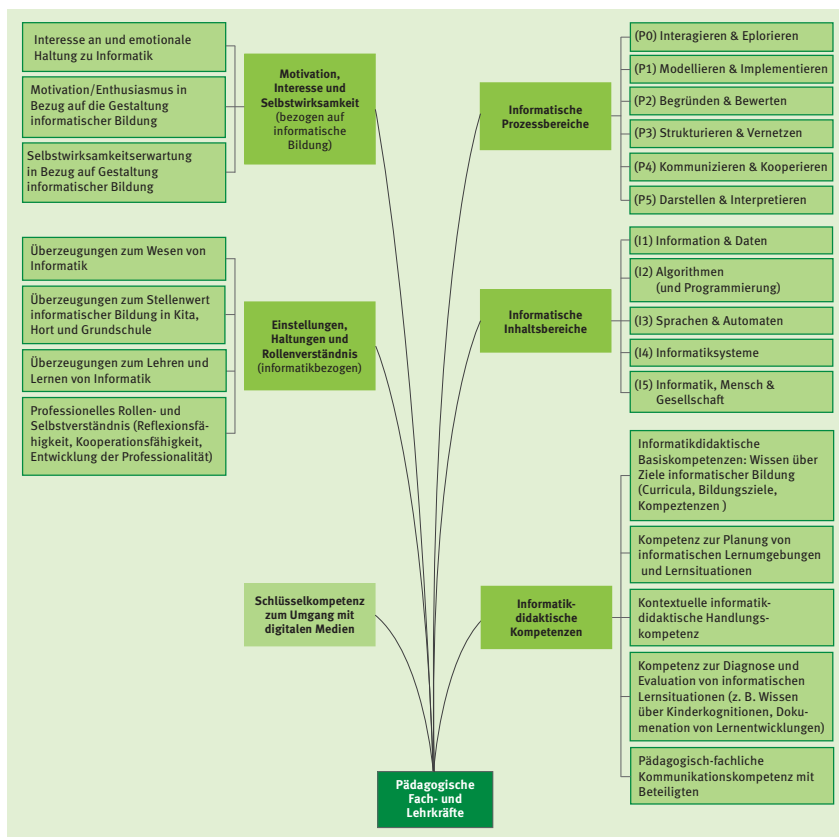 Interesse an und emotionale
Haltung zu Informatik
Motivation/Enthusiasmus in
Bezug auf die Gestaltung
informatischer Bildung
Selbstwirksamkeitserwartung
in Bezug auf Gestaltung
informatischer Bildung
Motivation,
Interesse und
Selbstwirksamkeit
(bezogen auf
informatische
Bildung)
Überzeugungen zum Wesen von
Informatik
Überzeugungen zum Stellenwert
informatischer Bildung in Kita,
Hort und Grundschule
Überzeugungen zum Lehren und
Lernen von Informatik
Professionelles Rollen- und
Selbstverständnis (Reflexionsfä-
higkeit, Kooperationsfähigkeit,
Entwicklung der Professionalität)
Einstellungen,
Haltungen und
Rollenverständnis
(informatikbezogen)
Schlüsselkompetenz
zum Umgang mit
digitalen Medien
Informatische
Prozessbereiche
(P0) Interagieren & Eplorieren
(P1) Modellieren & Implementieren
(P2) Begründen & Bewerten
(P3) Strukturieren & Vernetzen
(P4) Kommunizieren & Kooperieren
(P5) Darstellen & Interpretieren
Informatische
Inhaltsbereiche
(I1) Information & Daten
(I2) Algorithmen
(und Programmierung)
(I3) Sprachen & Automaten
(I4) Informatiksysteme
(I5) Informatik, Mensch &
Gesellschaft
Informatik-
didaktische
Kompetenzen
Informatikdidaktische
Basiskompetenzen: Wissen über
Ziele informatischer Bildung
(Curricula, Bildungsziele,
Kompeztenzen )
Kompetenz zur Planung von
informatischen Lernumgebungen
und Lernsituationen
Kontextuelle informatik-
didaktische Handlungs-
kompetenz
Kompetenz zur Diagnose und
Evaluation von informatischen
Lernsituationen (z. B. Wissen
über Kinderkognitionen, Doku-
menation von Lernentwicklungen)
Pädagogisch-fachliche
Kommunikationskompetenz mit
Beteiligten
Pädagogische
Fach- und
Lehrkräfte